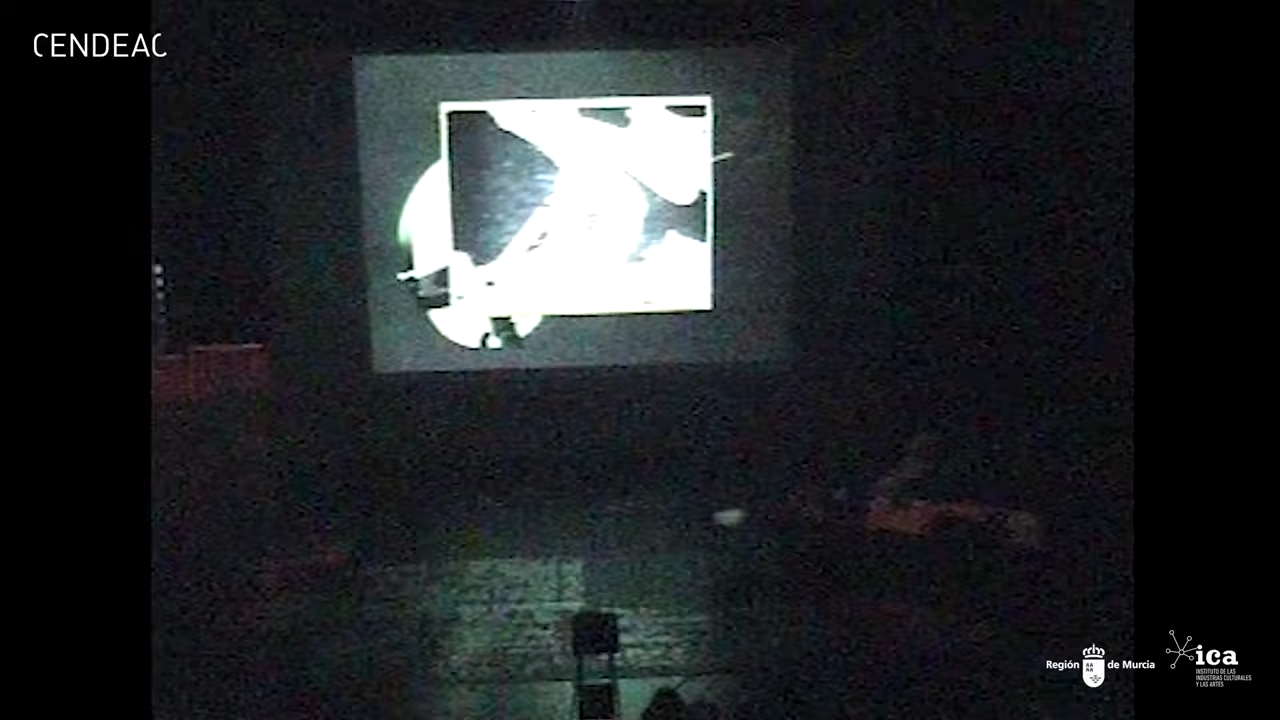 CENDEAC
Región de Murcia
ica
INSTITUTO DE LAS
INDUSTRIAS CULTURALES
Y LAS ARTES